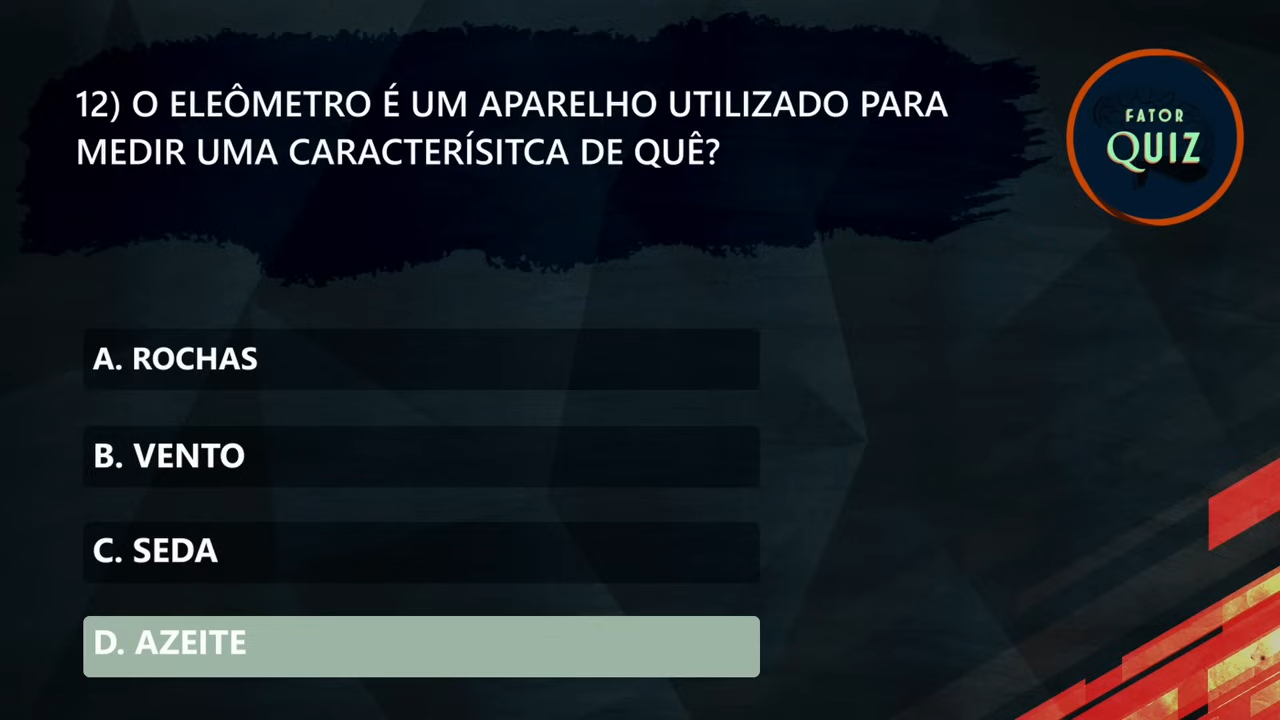 12) O ELEÔMETRO É UM APARELHO UTILIZADO PARA
MEDIR UMA CARACTERÍSITCA DE QUÊ?
FATOR
QUIZ
A. ROCHAS
B. VENTO
C. SEDA
D. AZEITE